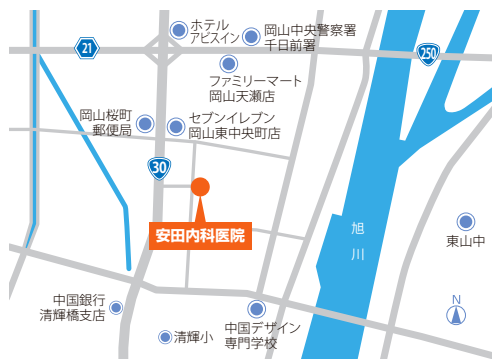 ホテル
アビスイン
岡山中央警察署
千日前署
21
250
ファミリーマート
岡山天瀬店
岡山桜町
郵便局
セブンイレブン
岡山東中央町店
30
安田内科医院
旭川
東山中
中国銀行
清輝橋支店
清輝小
中国デザイン
専門学校
N